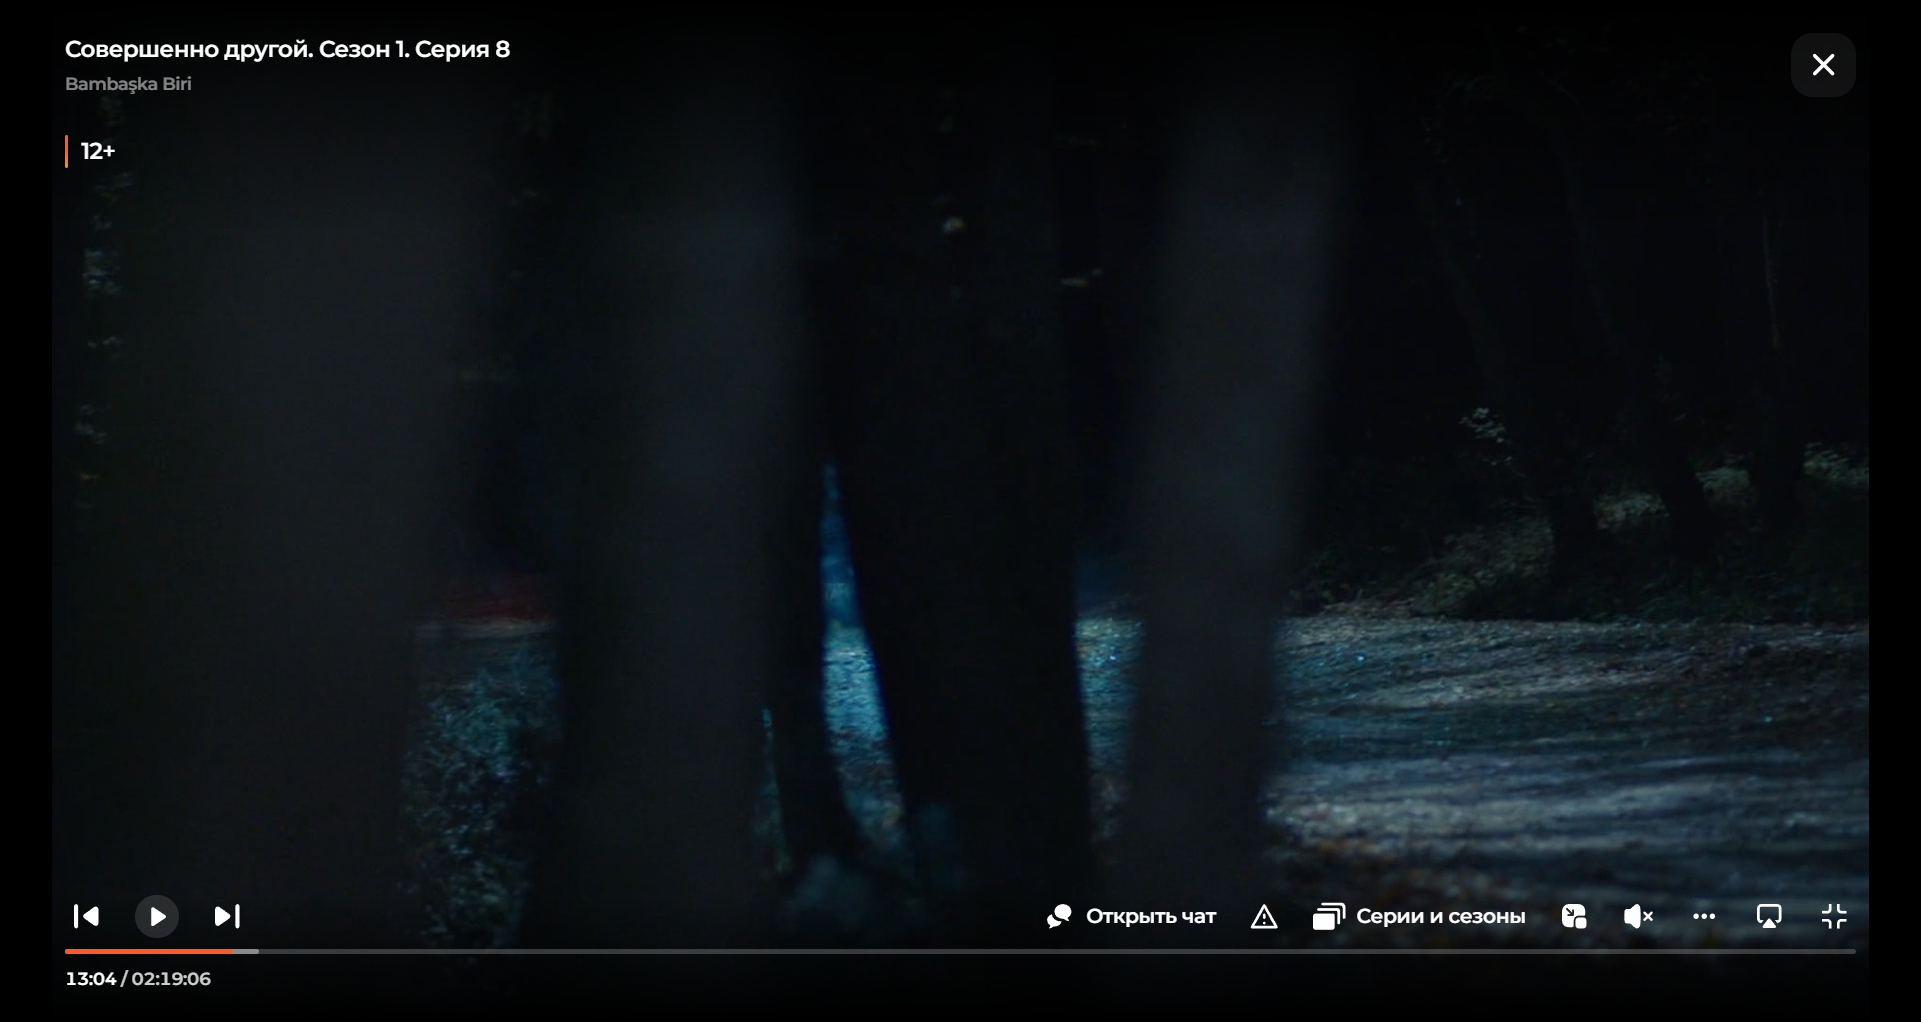 Совершенно другой. Сезон 1. Серия 8
Bambaşka Biri
12+
Открыть чат
Серии и сезоны
13:04 / 02:19:06